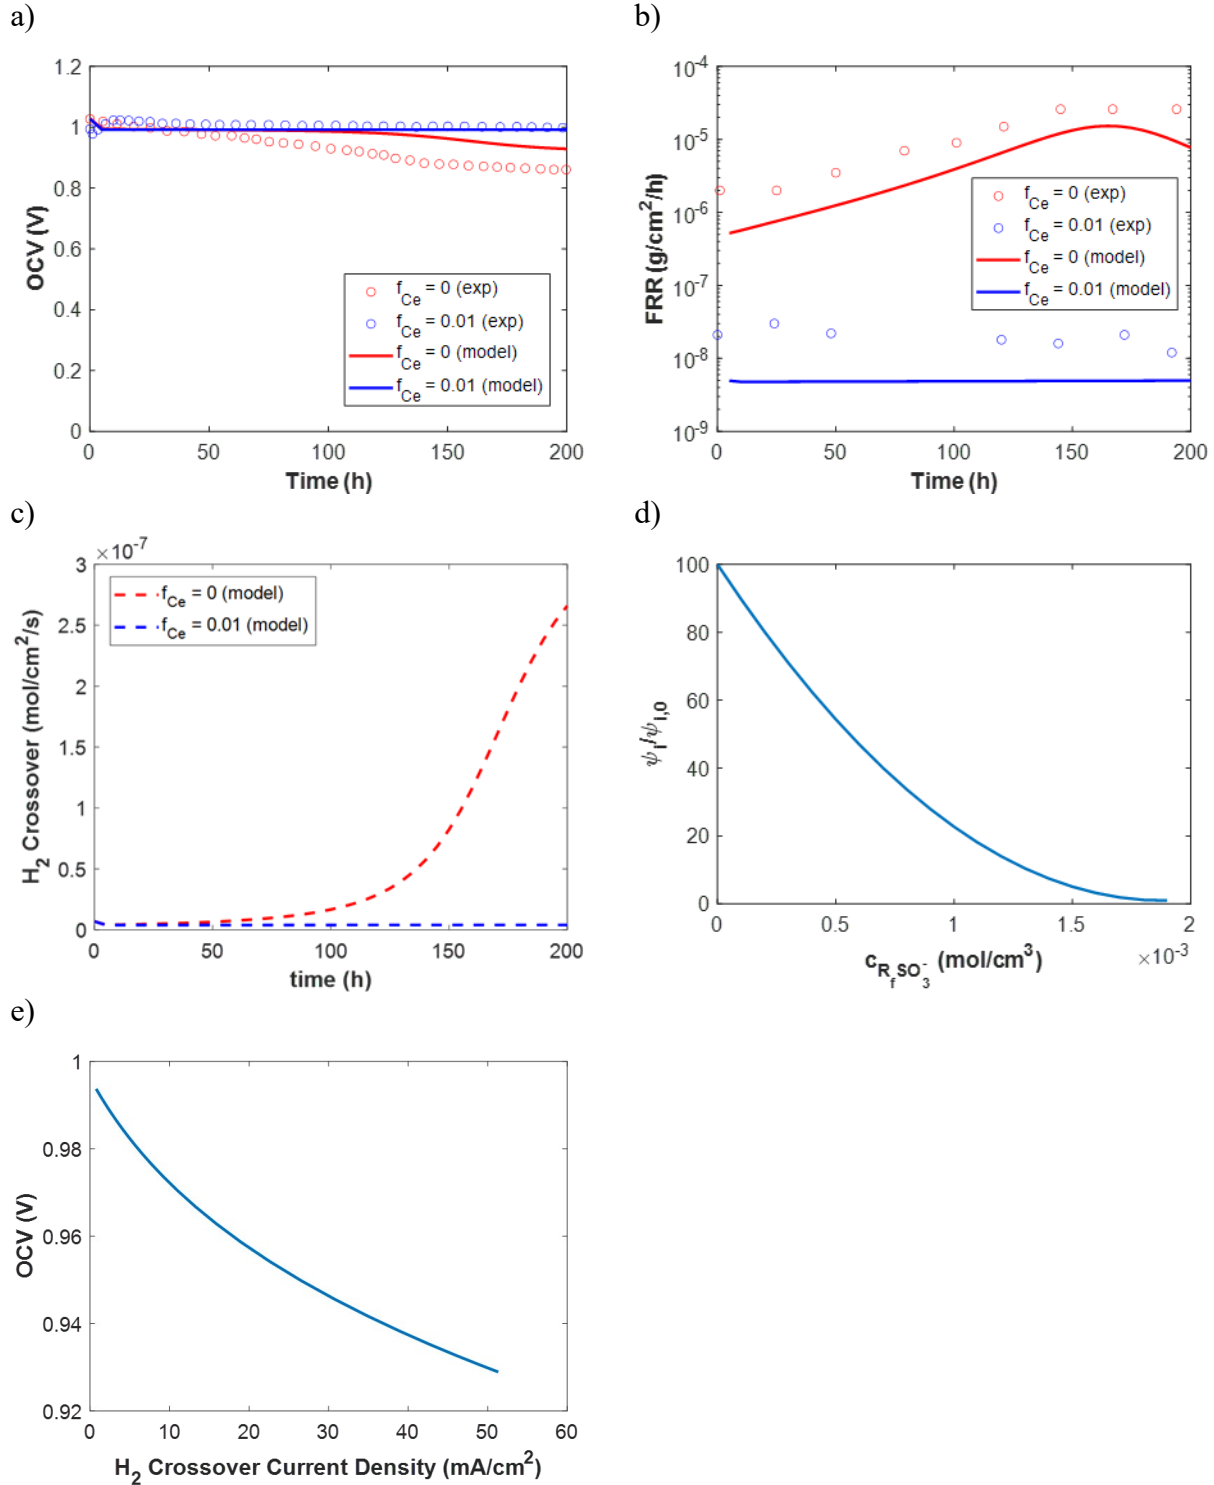 a)
1.2
1
0.8
0.6
0.4
0.2
0
OCV (V)
f_Ce = 0 (exp)
f_Ce = 0.01 (exp)
f_Ce = 0 (model)
f_Ce = 0.01 (model)
0 50 100 150 200
Time (h)
b)
10^-4
10^-5
10^-6
10^-7
10^-8
10^-9
FRR (g/cm^2/h)
f_Ce = 0 (exp)
f_Ce = 0.01 (exp)
f_Ce = 0 (model)
f_Ce = 0.01 (model)
0 50 100 150 200
Time (h)
c)
×10^-7
3
2.5
2
1.5
1
0.5
0
H_2 Crossover (mol/cm^2/s)
f_Ce = 0 (model)
f_Ce = 0.01 (model)
0 50 100 150 200
time (h)
d)
100
80
60
40
20
0
ψ_i/ψ_i,0
0 0.5 1 1.5 2
×10^-3
c_R_fSO_3^- (mol/cm^3)
e)
1
0.98
0.96
0.94
0.92
OCV (V)
0 10 20 30 40 50 60
H_2 Crossover Current Density (mA/cm^2)